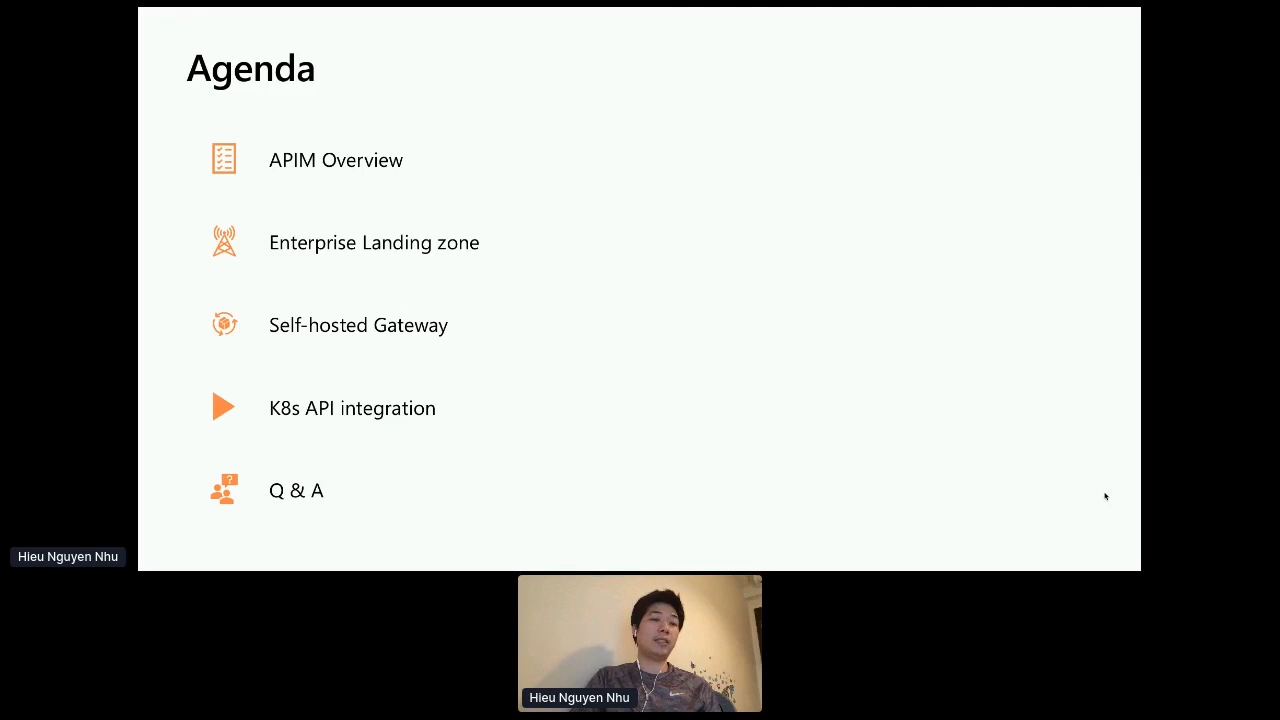 Agenda
APIM Overview
Enterprise Landing zone
Self-hosted Gateway
K8s API integration
?
Q & A
Hieu Nguyen Nhu
Hieu Nguyen Nhu